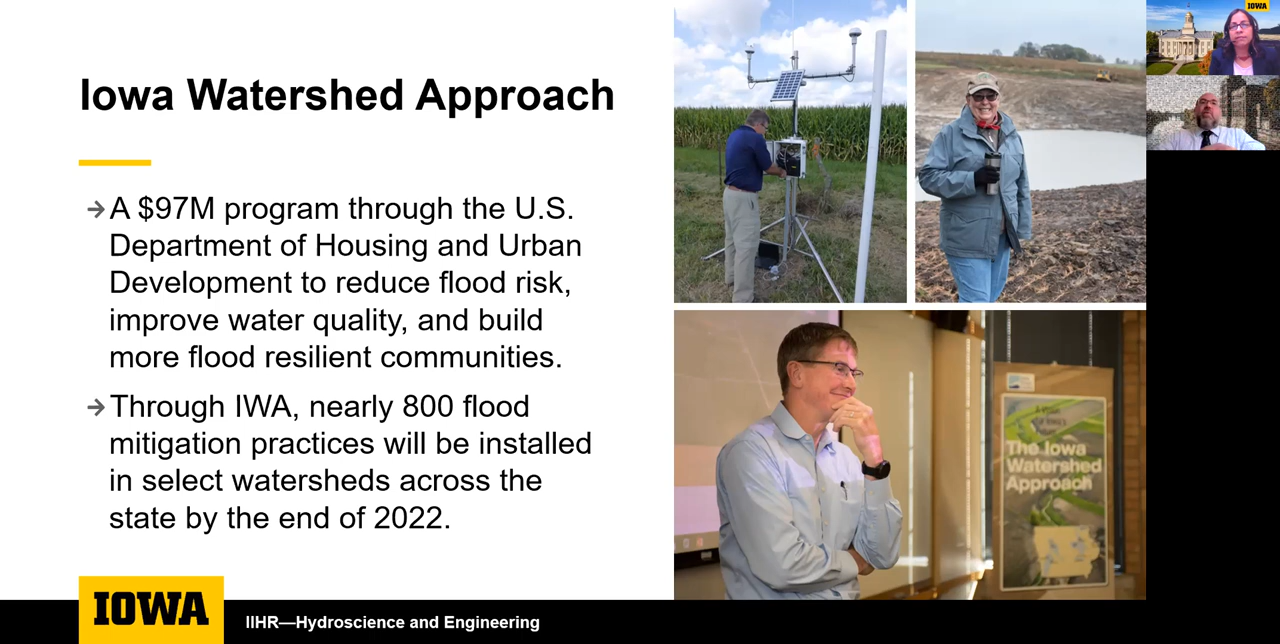 Iowa Watershed Approach
→A $97M program through the U.S.
Department of Housing and Urban
Development to reduce flood risk,
improve water quality, and build
more flood resilient communities.
→Through IWA, nearly 800 flood
mitigation practices will be installed
in select watersheds across the
state by the end of 2022.
IOWA
IIHR—Hydroscience and Engineering
The Iowa
Watershed
Approach
IOWA